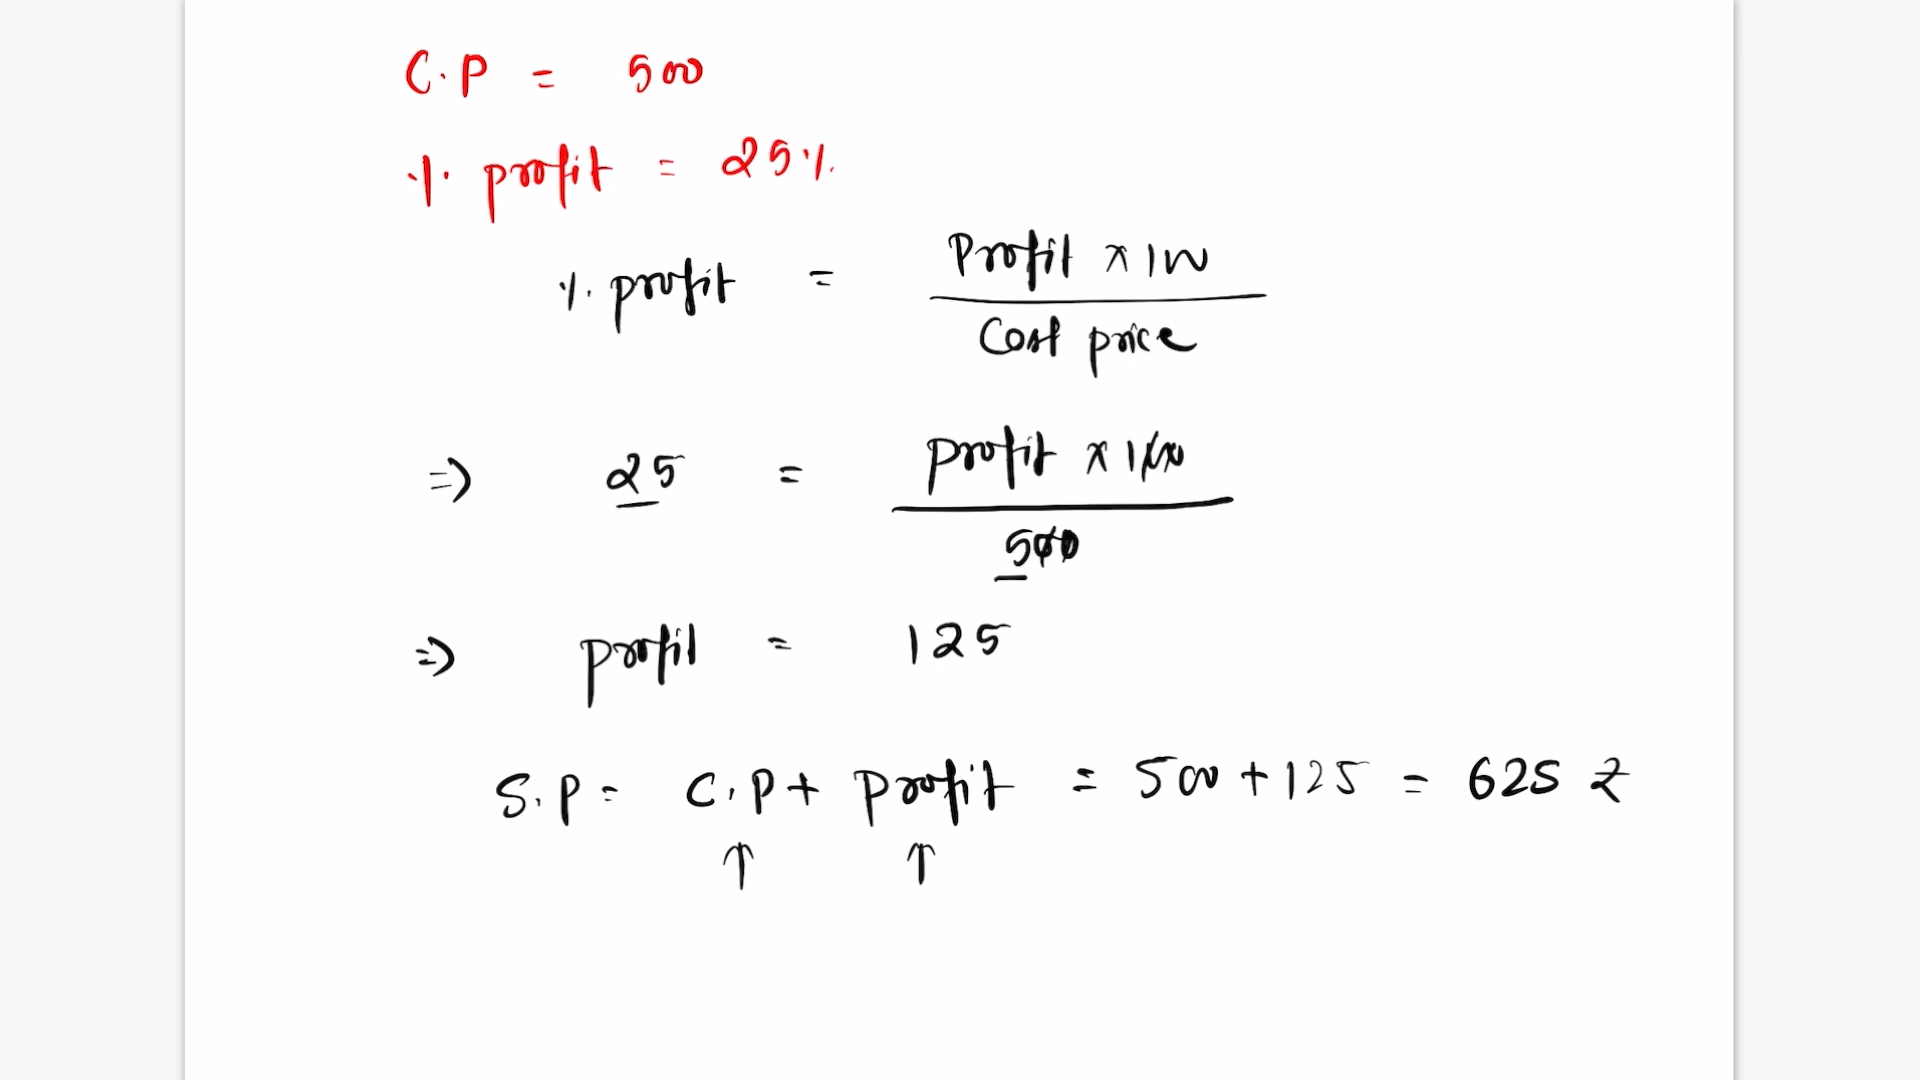 C.P = 500
% profit = 25%
% profit = Profit × 100 / Cost price
=> 25 = profit × 100 / 500
=> profit = 125
S.P = C.P + profit = 500 + 125 = 625 ₹
↑ ↑